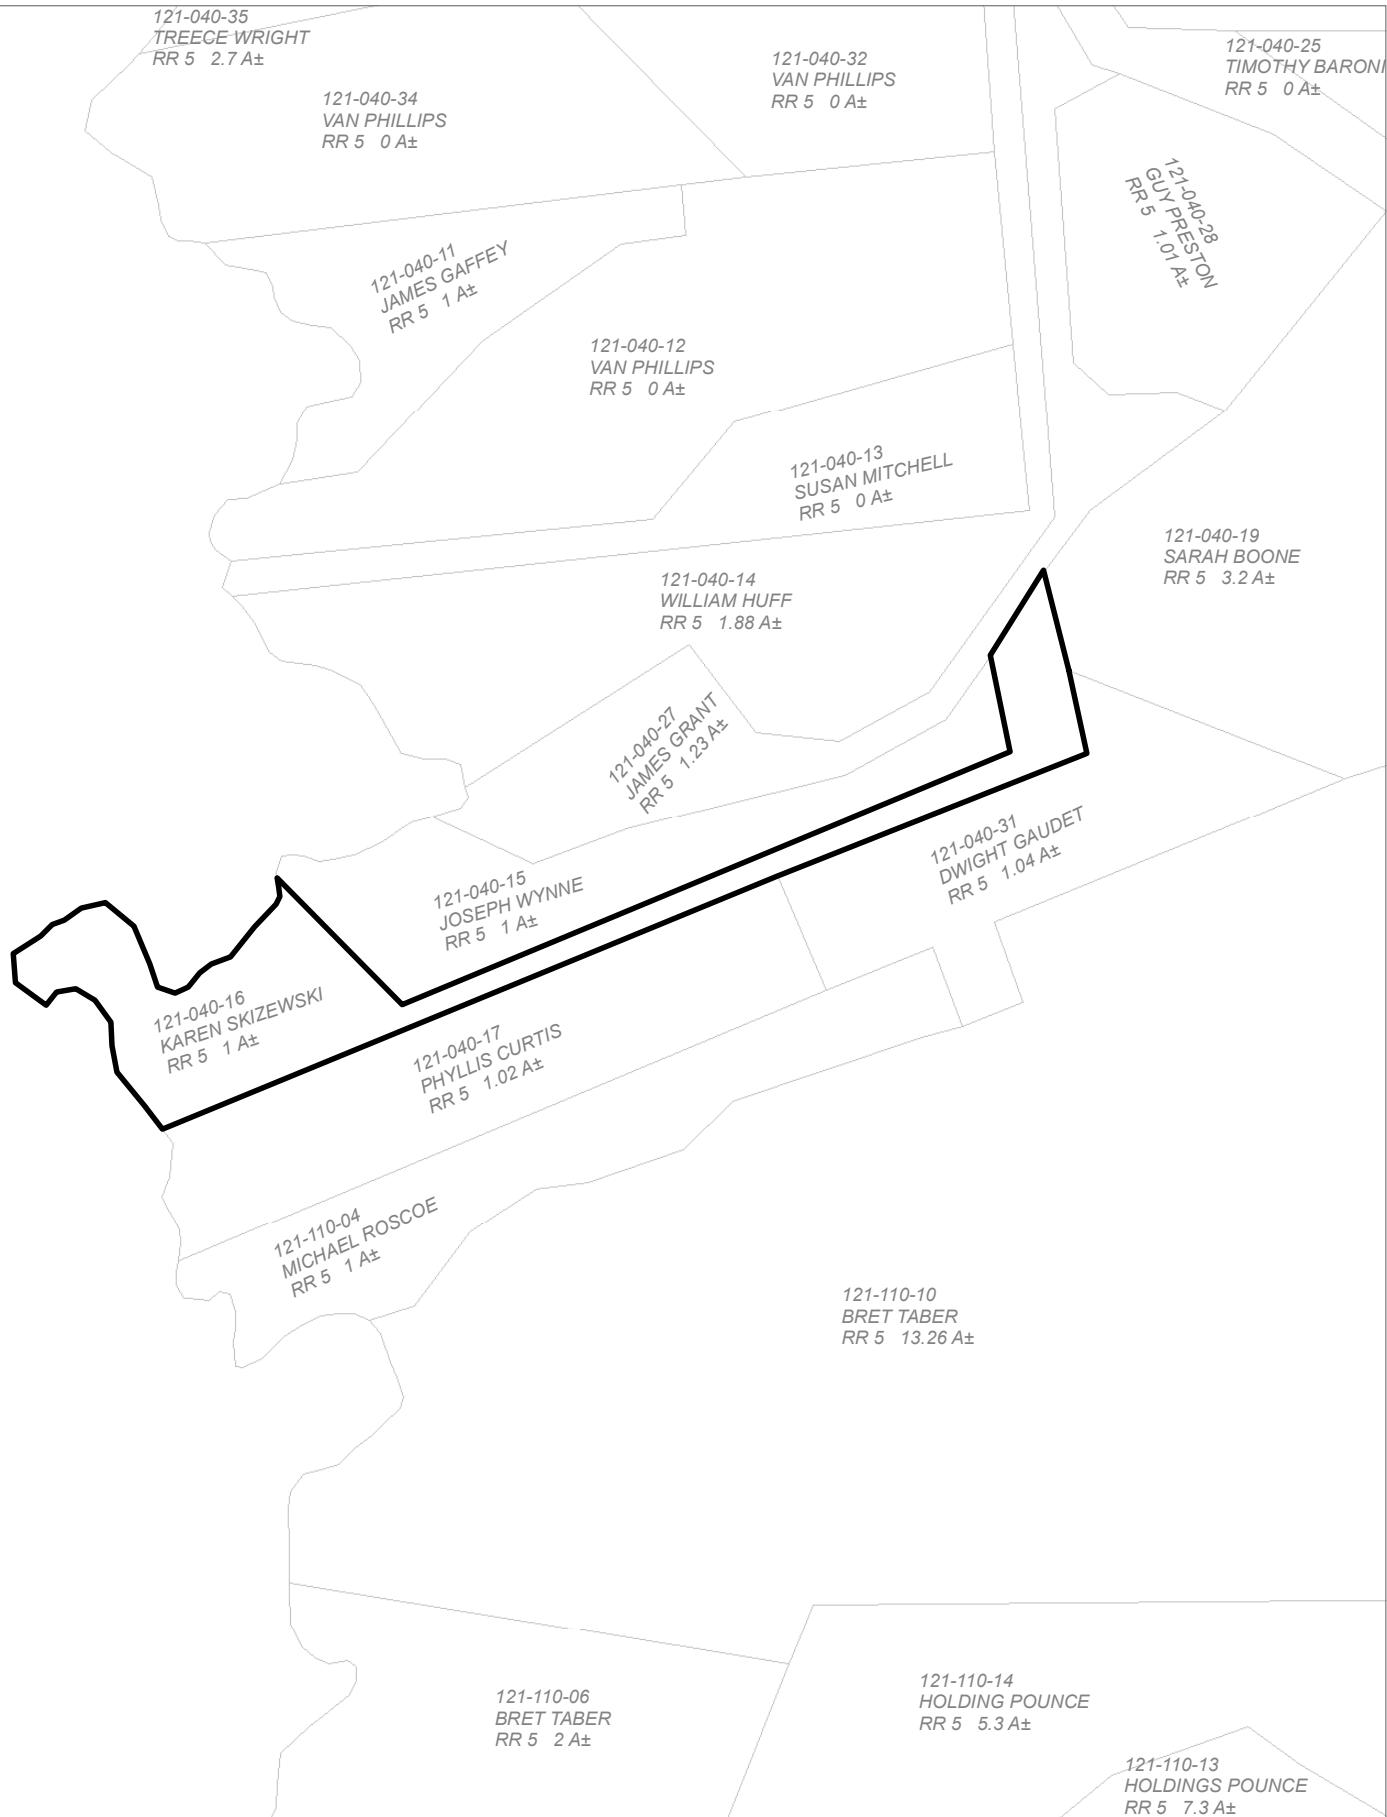 121-040-35
TREECE WRIGHT
RR 5 2.7 A±
121-040-34
VAN PHILLIPS
RR 5 0 A±
121-040-32
VAN PHILLIPS
RR 5 0 A±
121-040-25
TIMOTHY BARONI
RR 5 0 A±
121-040-28
GUY PRESTON
RR 5 1.01 A±
121-040-11
JAMES GAFFEY
RR 5 1 A±
121-040-12
VAN PHILLIPS
RR 5 0 A±
121-040-13
SUSAN MITCHELL
RR 5 0 A±
121-040-19
SARAH BOONE
RR 5 3.2 A±
121-040-14
WILLIAM HUFF
RR 5 1.88 A±
121-040-27
JAMES GRANT
RR 5 1.23 A±
121-040-31
DWIGHT GAUDET
RR 5 1.04 A±
121-040-15
JOSEPH WYNNE
RR 5 1 A±
121-040-16
KAREN SKIZEWSKI
RR 5 1 A±
121-040-17
PHYLLIS CURTIS
RR 5 1.02 A±
121-110-04
MICHAEL ROSCOE
RR 5 1 A±
121-110-10
BRET TABER
RR 5 13.26 A±
121-110-06
BRET TABER
RR 5 2 A±
121-110-14
HOLDING POUNCE
RR 5 5.3 A±
121-110-13
HOLDINGS POUNCE
RR 5 7.3 A±